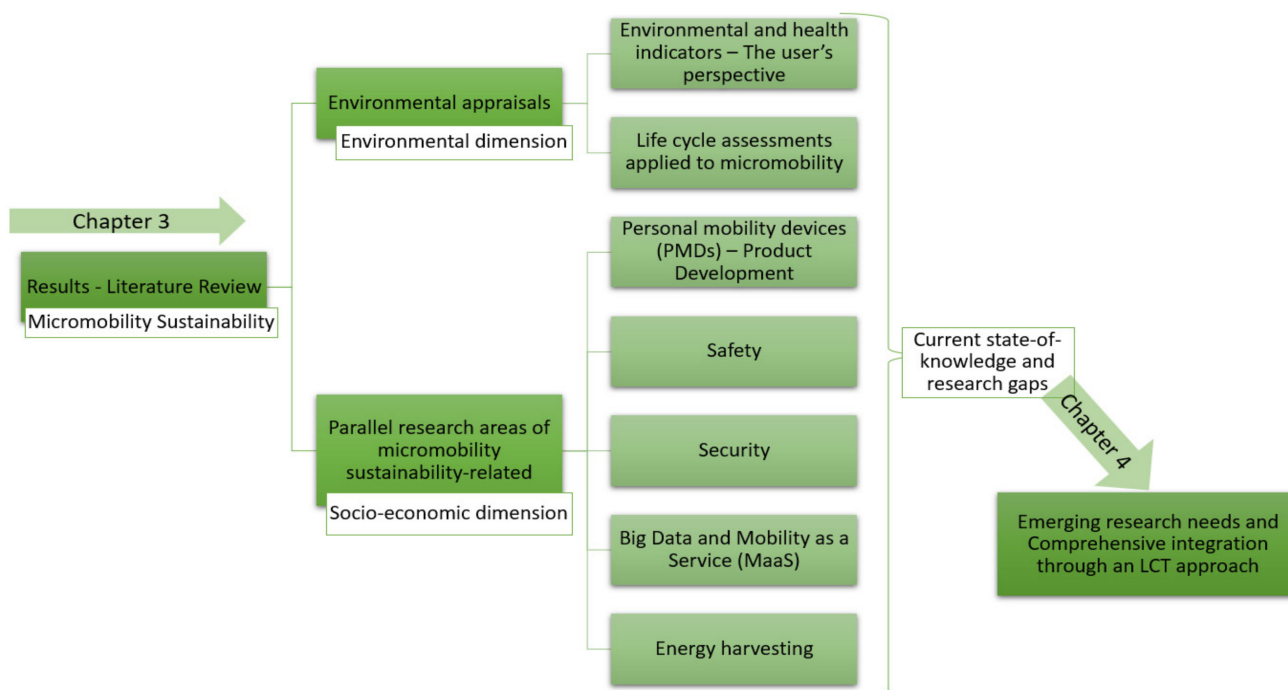 Chapter 3
Results - Literature Review
Micromobility Sustainability
Environmental appraisals
Environmental dimension
Parallel research areas of
micromobility
sustainability-related
Socio-economic dimension
Environmental and health
indicators – The user's
perspective
Life cycle assessments
applied to micromobility
Personal mobility devices
(PMDs) – Product
Development
Safety
Security
Big Data and Mobility as a
Service (MaaS)
Energy harvesting
Current state-of-
knowledge and
research gaps
Chapter 4
Emerging research needs and
Comprehensive integration
through an LCT approach